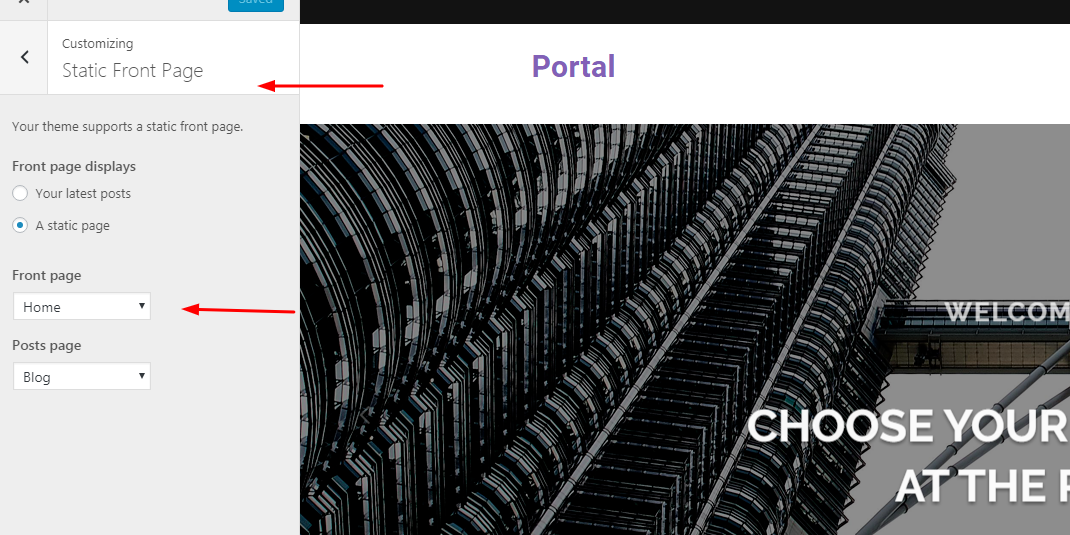 Saved
Customizing
Static Front Page
Your theme supports a static front page.
Front page displays
Your latest posts
A static page
Front page
Home
Posts page
Blog
Portal
WELCOM
CHOOSE YOUR
AT THE